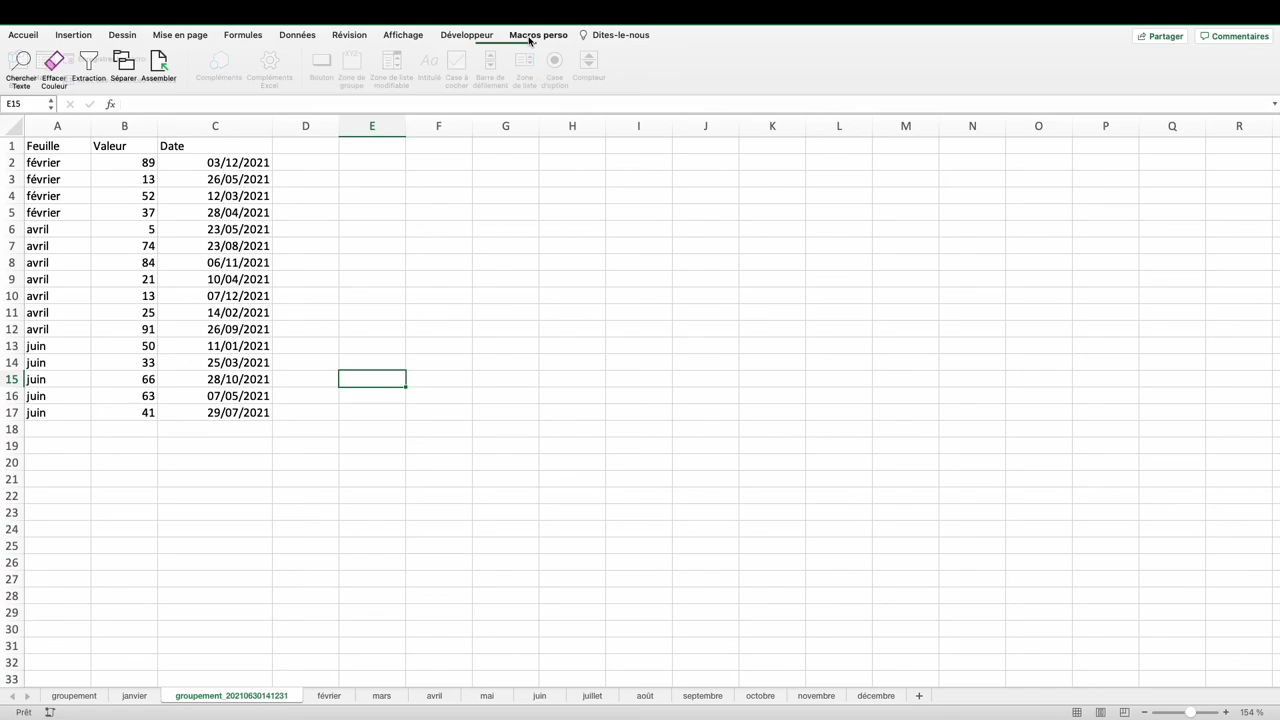 Accueil Insertion Dessin Mise en page Formules Données Révision Affichage Développeur Macros perso Dites-le-nous Partager Commentaires
Chercher Texte Effacer Couleur Extraction Séparer Assembler Compléments Compléments Excel Bouton Zone de groupe Zone de liste modifiable Intitulé Case à cocher Barre de défilement Zone de liste Case d'option Compteur
E15 fx
A B C D E F G H I J K L M N O P Q R
1 Feuille Valeur Date
2 février 89 03/12/2021
3 février 13 26/05/2021
4 février 52 12/03/2021
5 février 37 28/04/2021
6 avril 5 23/05/2021
7 avril 74 23/08/2021
8 avril 84 06/11/2021
9 avril 21 10/04/2021
10 avril 13 07/12/2021
11 avril 25 14/02/2021
12 avril 91 26/09/2021
13 juin 50 11/01/2021
14 juin 33 25/03/2021
15 juin 66 28/10/2021
16 juin 63 07/05/2021
17 juin 41 29/07/2021
18
19
20
21
22
23
24
25
26
27
28
29
30
31
32
33
groupement janvier groupement_20210630141231 février mars avril mai juin juillet août septembre octobre novembre décembre +
Prêt 154 %